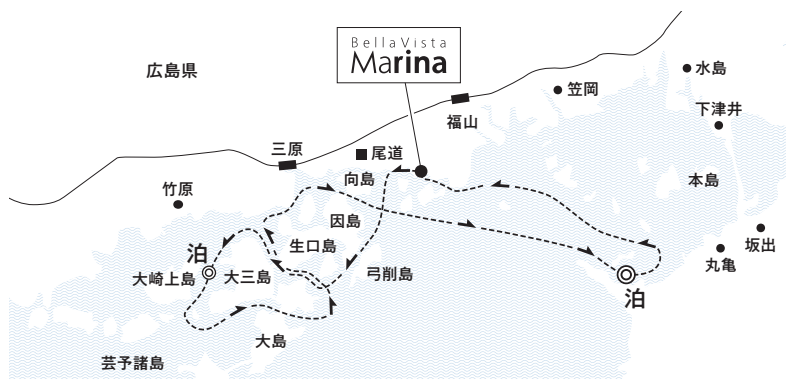 BellaVista
Marina
広島県
水島
笠岡
下津井
福山
三原
尾道
向島
本島
竹原
因島
生口島
坂出
泊
丸亀
大崎上島
大三島
弓削島
泊
大島
芸予諸島